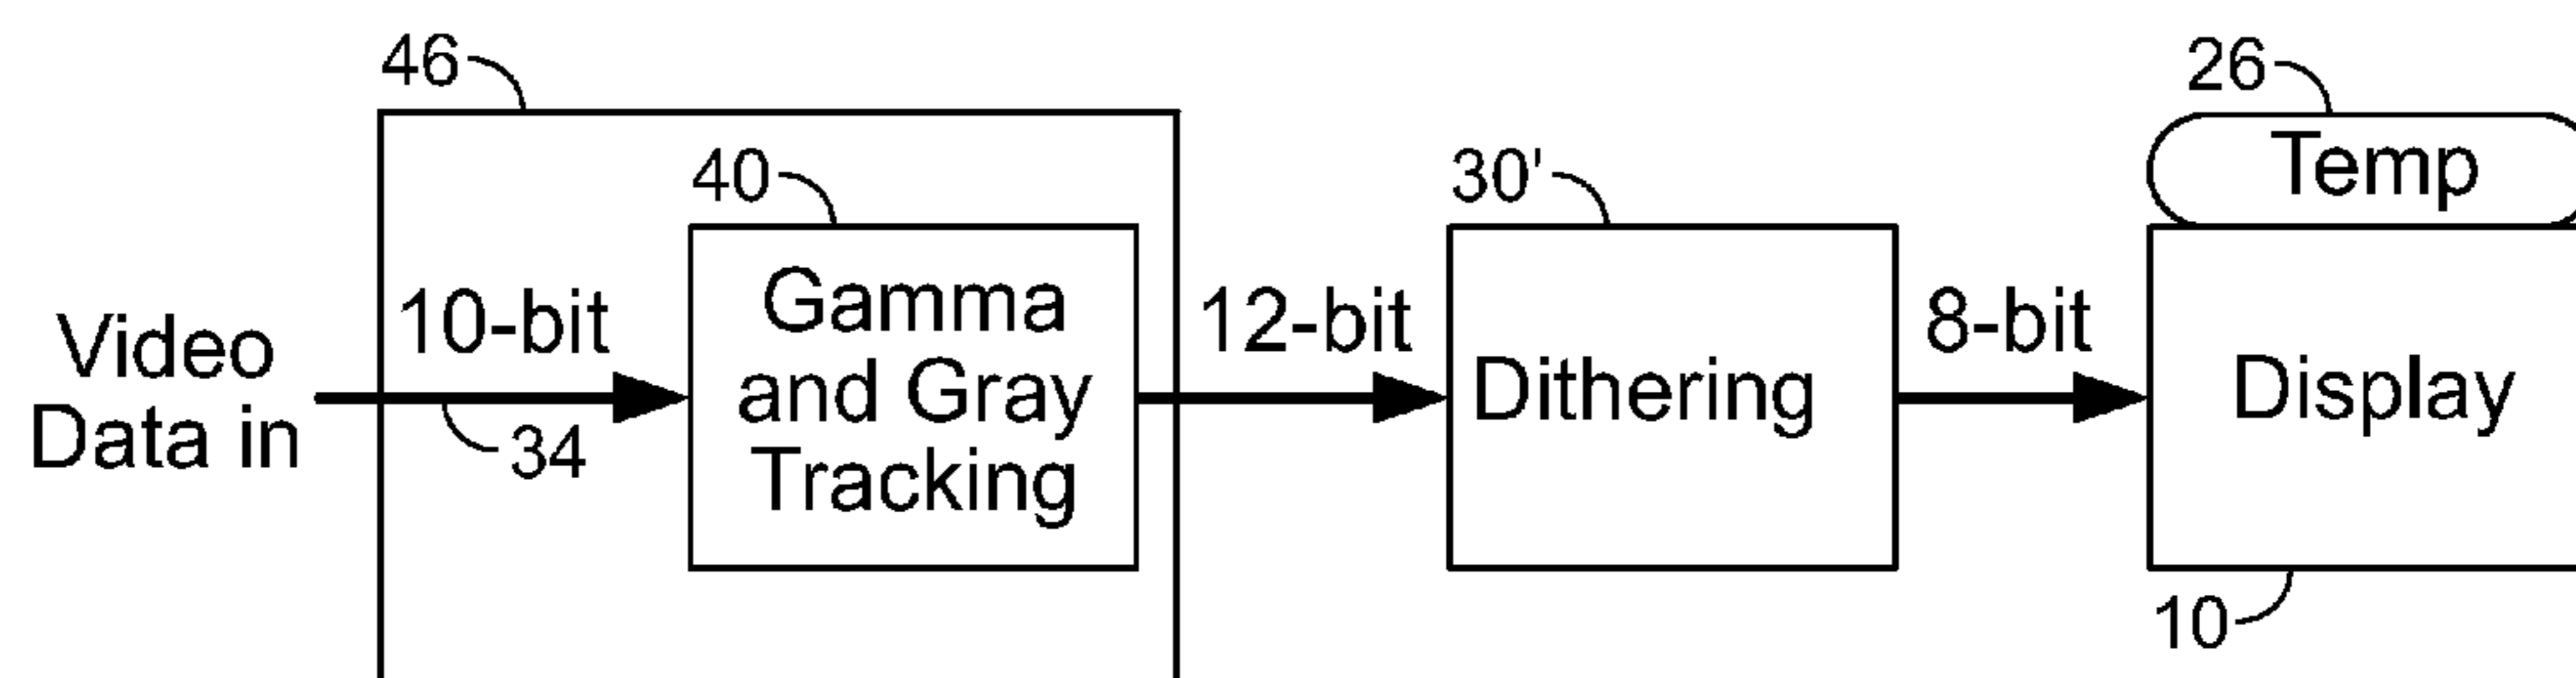 46
26
40
30'
Temp
Video
Data in
10-bit
34
Gamma
and Gray
Tracking
12-bit
Dithering
8-bit
Display
10